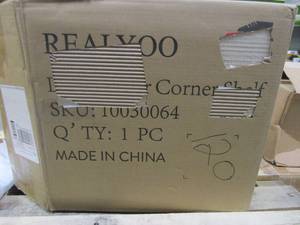 REALYOO
Corner Shelf
SKU: 10030064
Q'TY: 1 PC
MADE IN CHINA